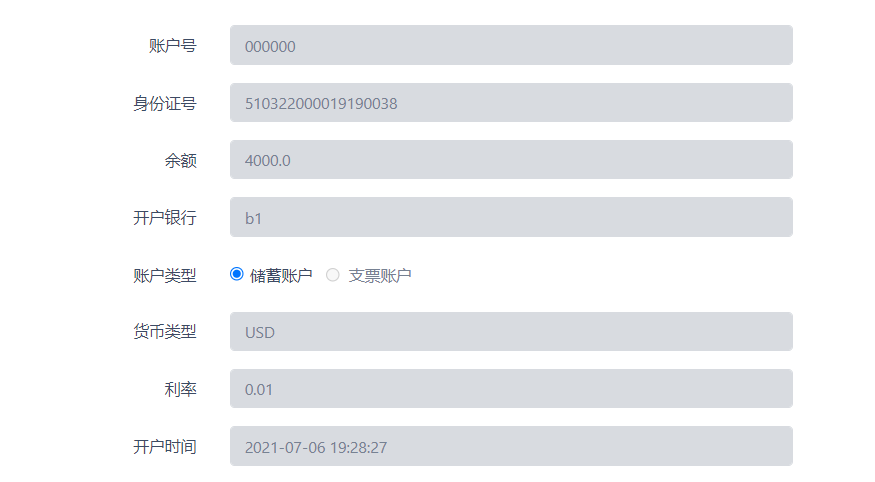 账户号 000000
身份证号 510322000019190038
余额 4000.0
开户银行 b1
账户类型 储蓄账户 支票账户
货币类型 USD
利率 0.01
开户时间 2021-07-06 19:28:27